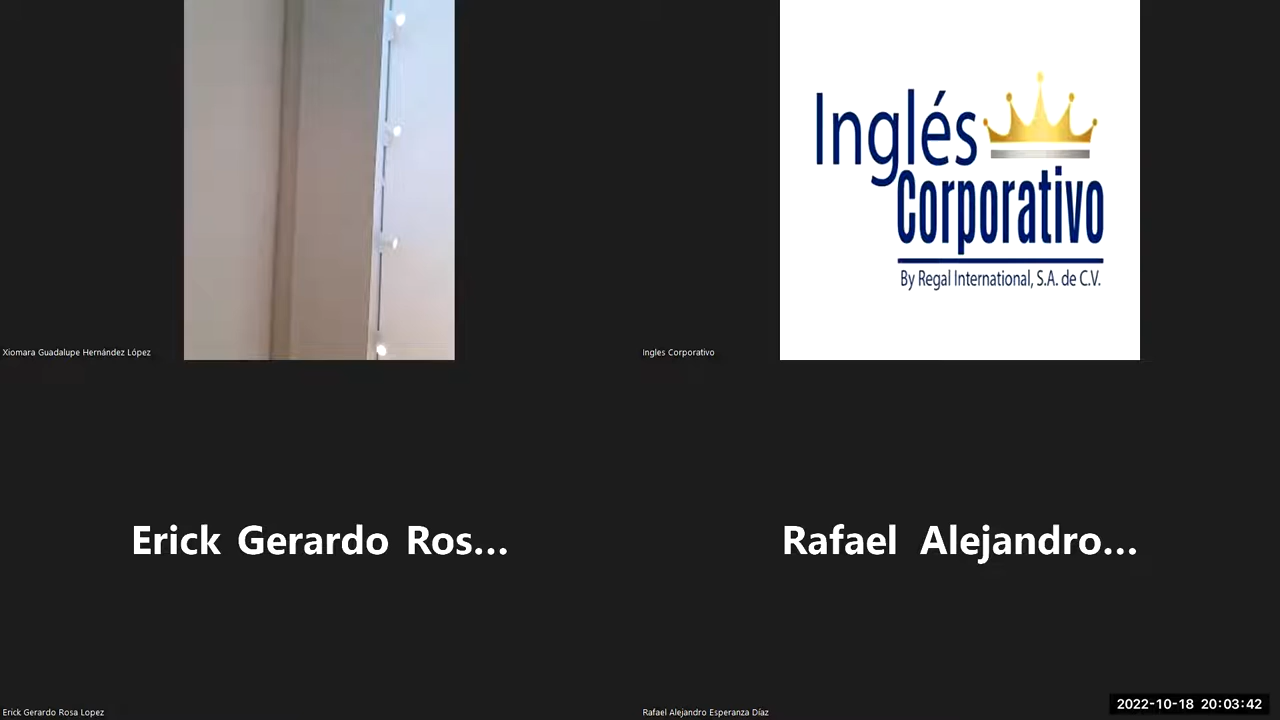 Inglés
Corporativo
By Regal International, S.A. de C.V.
Xiomara Guadalupe Hernández López
Ingles Corporativo
Erick Gerardo Ros...
Rafael Alejandro...
Erick Gerardo Rosa Lopez
Rafael Alejandro Esperanza Díaz
2022-10-18 20:03:42